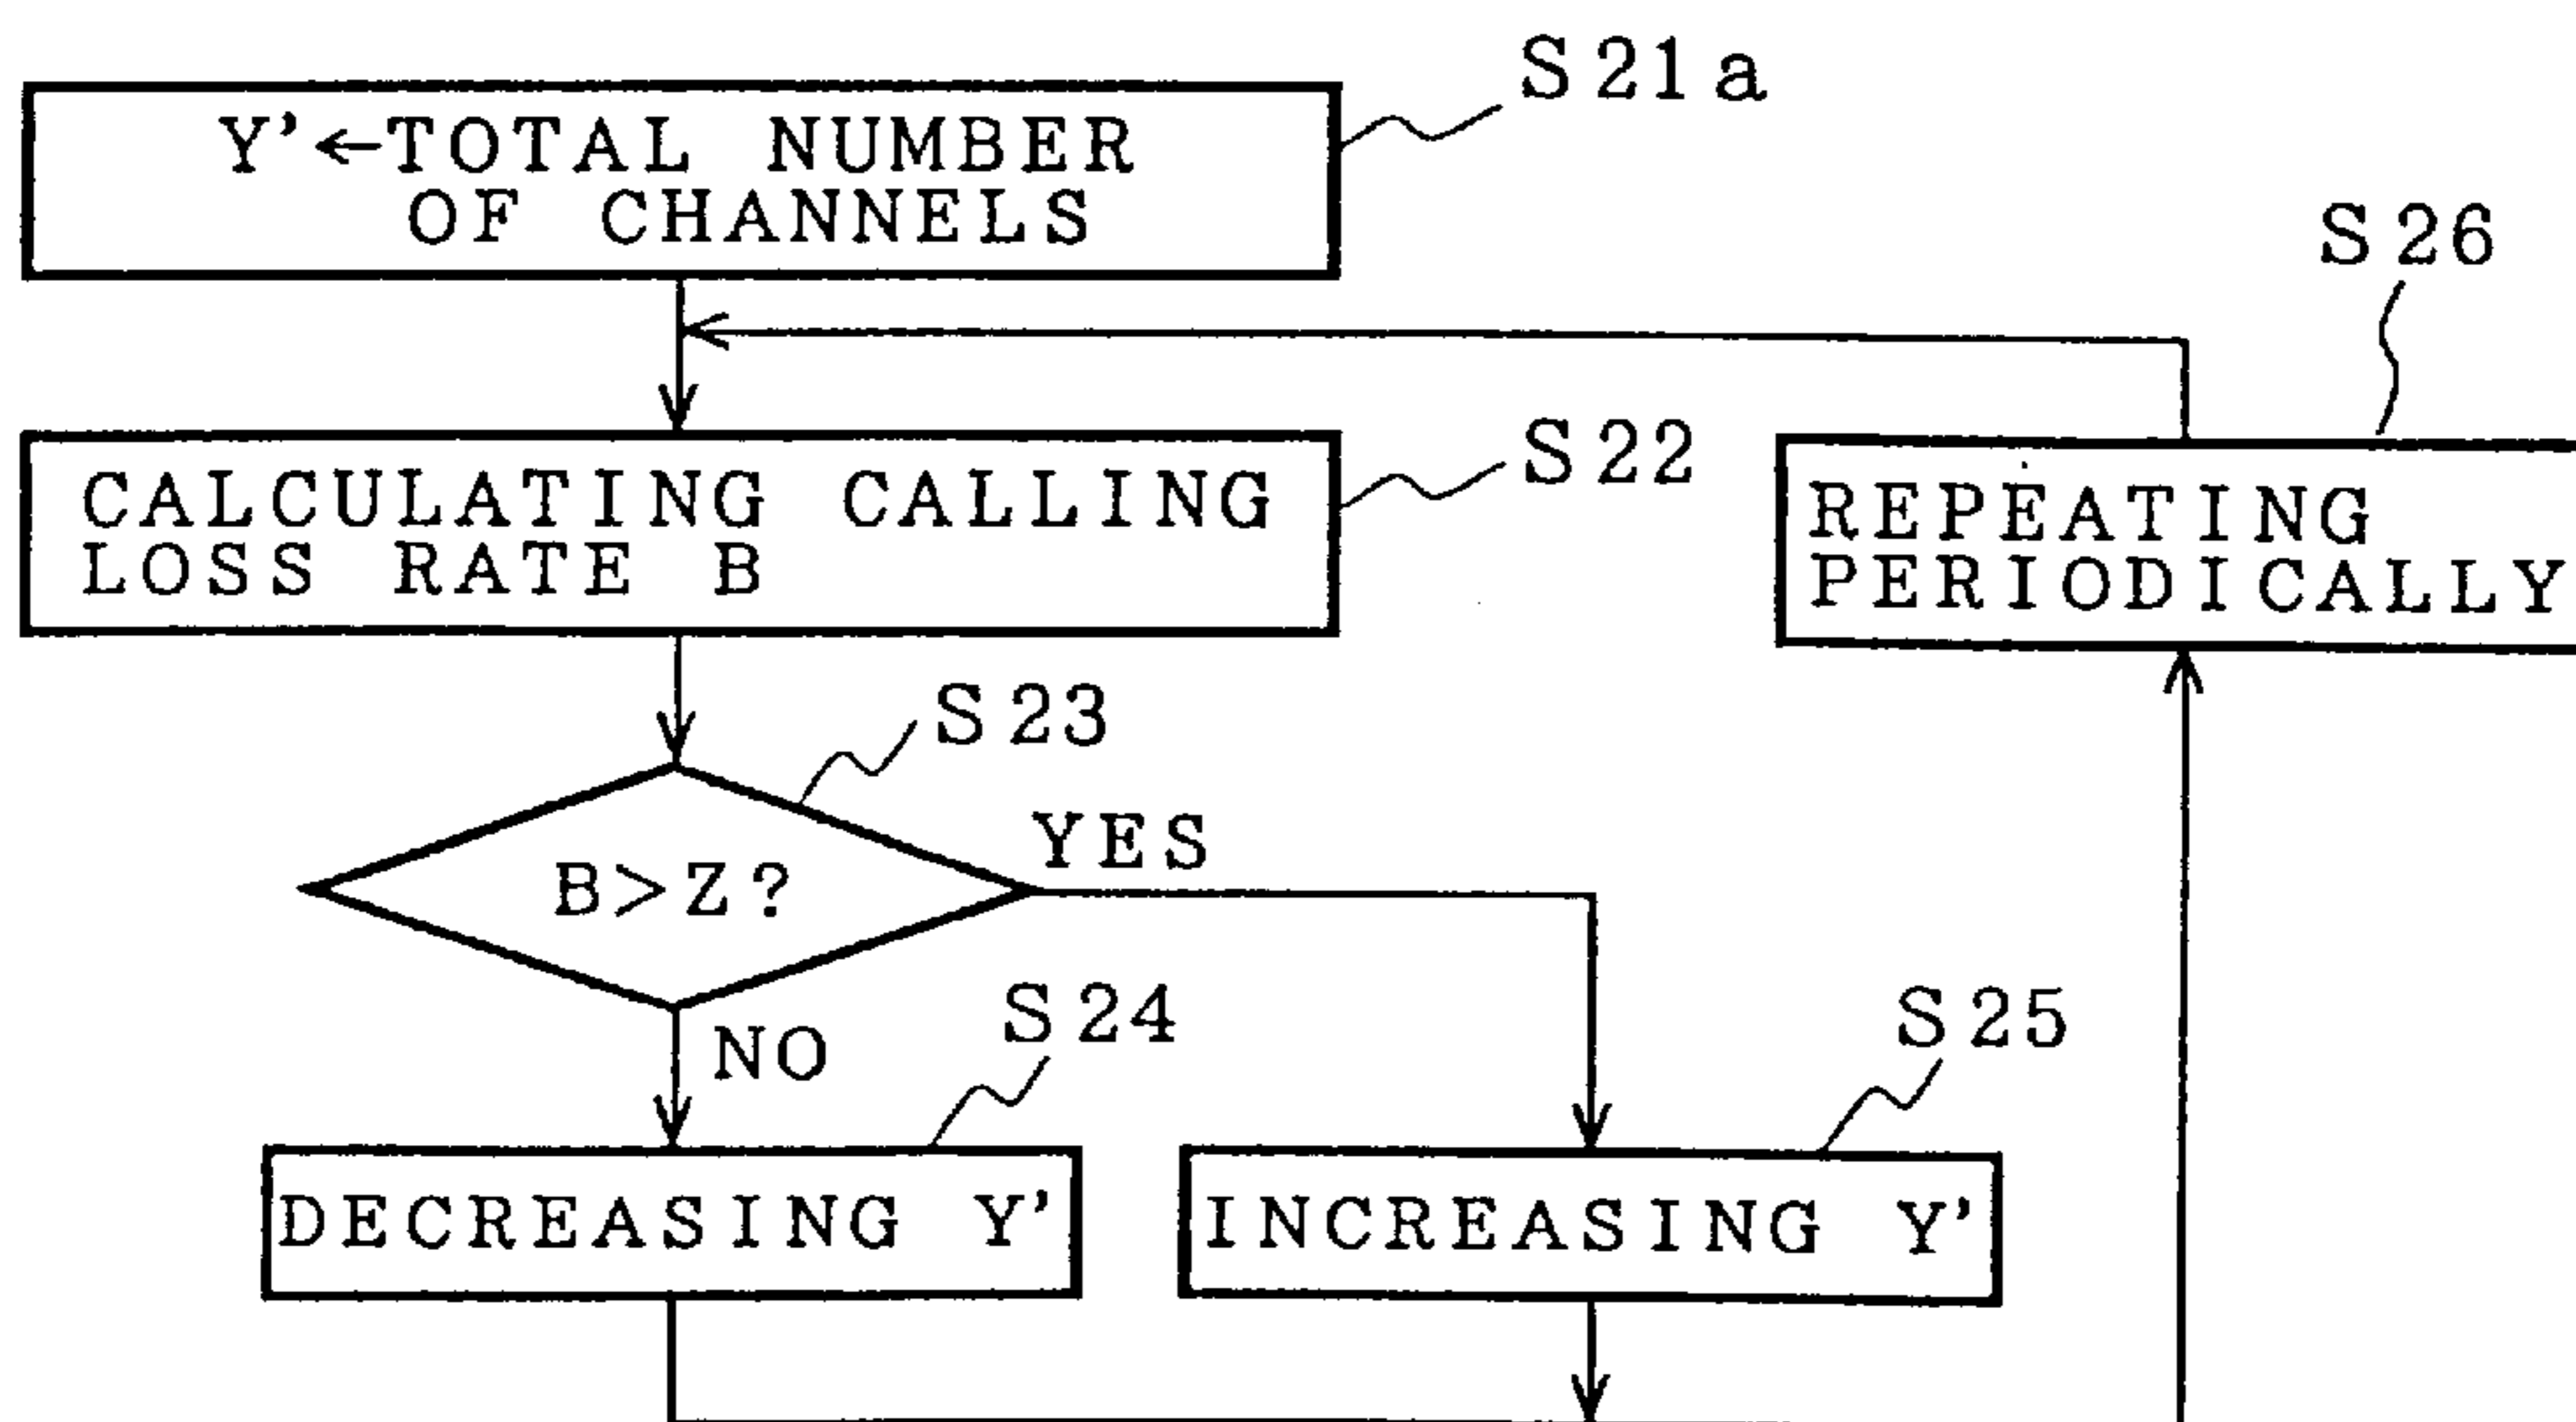 S21a
Y'←TOTAL NUMBER
OF CHANNELS
S26
S22
CALCULATING CALLING
LOSS RATE B
REPEATING
PERIODICALLY
S23
YES
B>Z?
NO
S24
S25
DECREASING Y'
INCREASING Y'